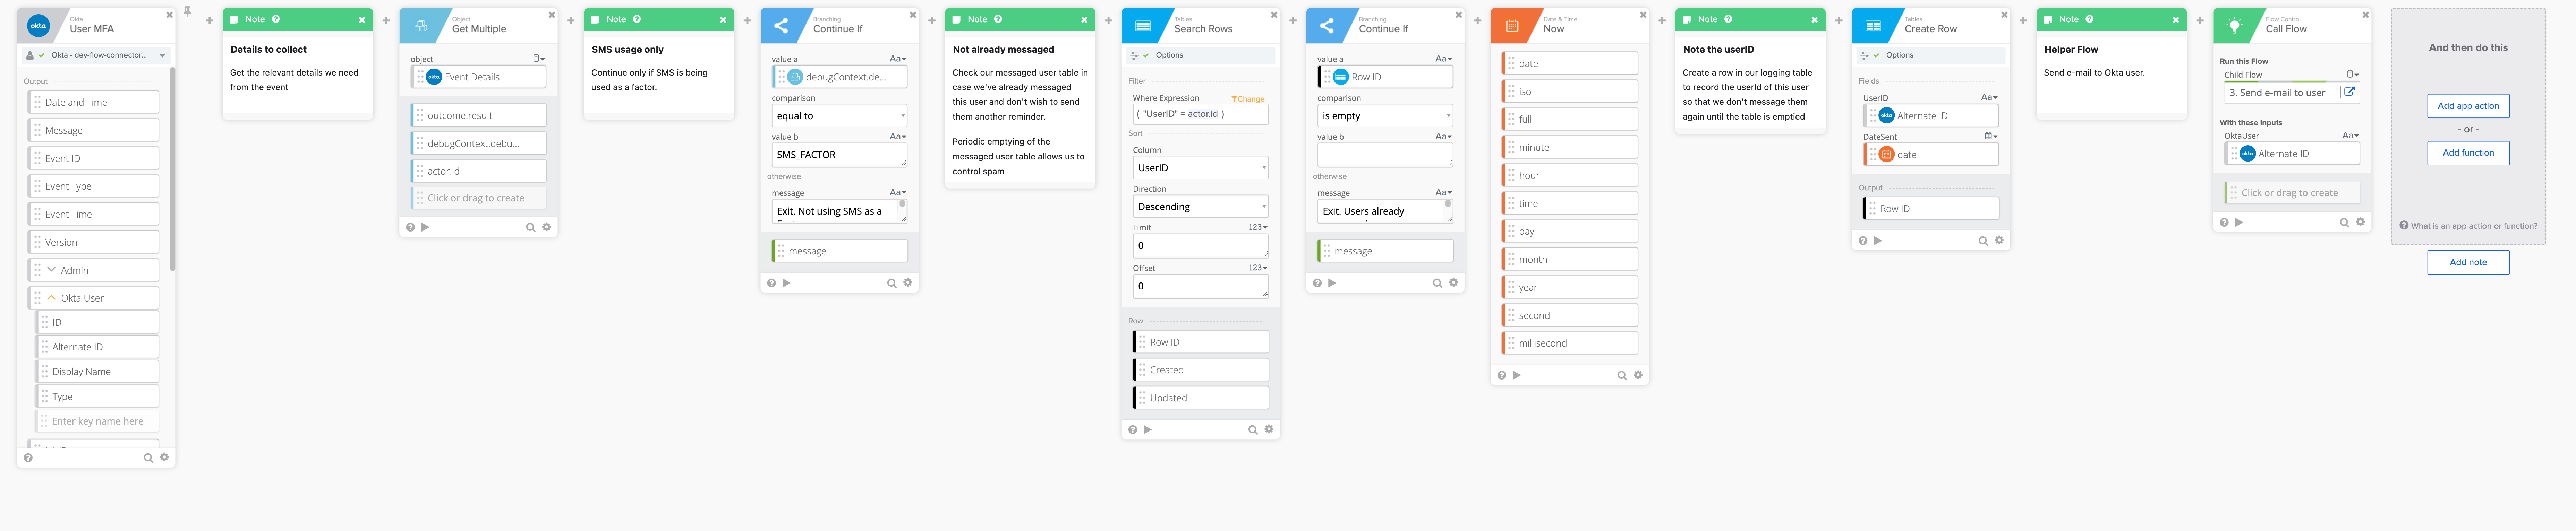 Okta
User MFA
okta
Okta - dev-flow-connector...
Output
Date and Time
Message
Event ID
Event Type
Event Time
Version
Admin
Okta User
ID
Alternate ID
Display Name
Type
Enter key name here
Note
Details to collect
Get the relevant details we need
from the event
Object
Get Multiple
object
okta
Event Details
outcome.result
debugContext.debu...
actor.id
Click or drag to create
Note
SMS usage only
Continue only if SMS is being
used as a factor.
Branching
Continue If
value a
Aa
debugContext.de...
comparison
equal to
value b
Aa
SMS_FACTOR
otherwise
message
Aa
Exit. Not using SMS as a
message
Note
Not already messaged
Check our messaged user table in
case we've already messaged
this user and don't wish to send
them another reminder.
Periodic emptying of the
messaged user table allows us to
control spam
Tables
Search Rows
Options
Filter
Where Expression
Change
( "UserID" = actor.id )
Sort
Column
UserID
Direction
Descending
Limit
123
0
Offset
123
0
Row
Row ID
Created
Updated
Branching
Continue If
value a
Aa
Row ID
comparison
is empty
value b
Aa
otherwise
message
Aa
Exit. Users already
message
Date & Time
Now
date
iso
full
minute
hour
time
day
month
year
second
millisecond
Note
Note the userID
Create a row in our logging table
to record the userId of this user
so that we don't message them
again until the table is emptied
Tables
Create Row
Options
Fields
UserID
Aa
okta
Alternate ID
DateSent
date
Output
Row ID
Note
Helper Flow
Send e-mail to Okta user.
Flow Control
Call Flow
Run this Flow
Child Flow
3. Send e-mail to user
With these inputs
OktaUser
Aa
okta
Alternate ID
Click or drag to create
And then do this
Add app action
- or -
Add function
What is an app action or function?
Add note